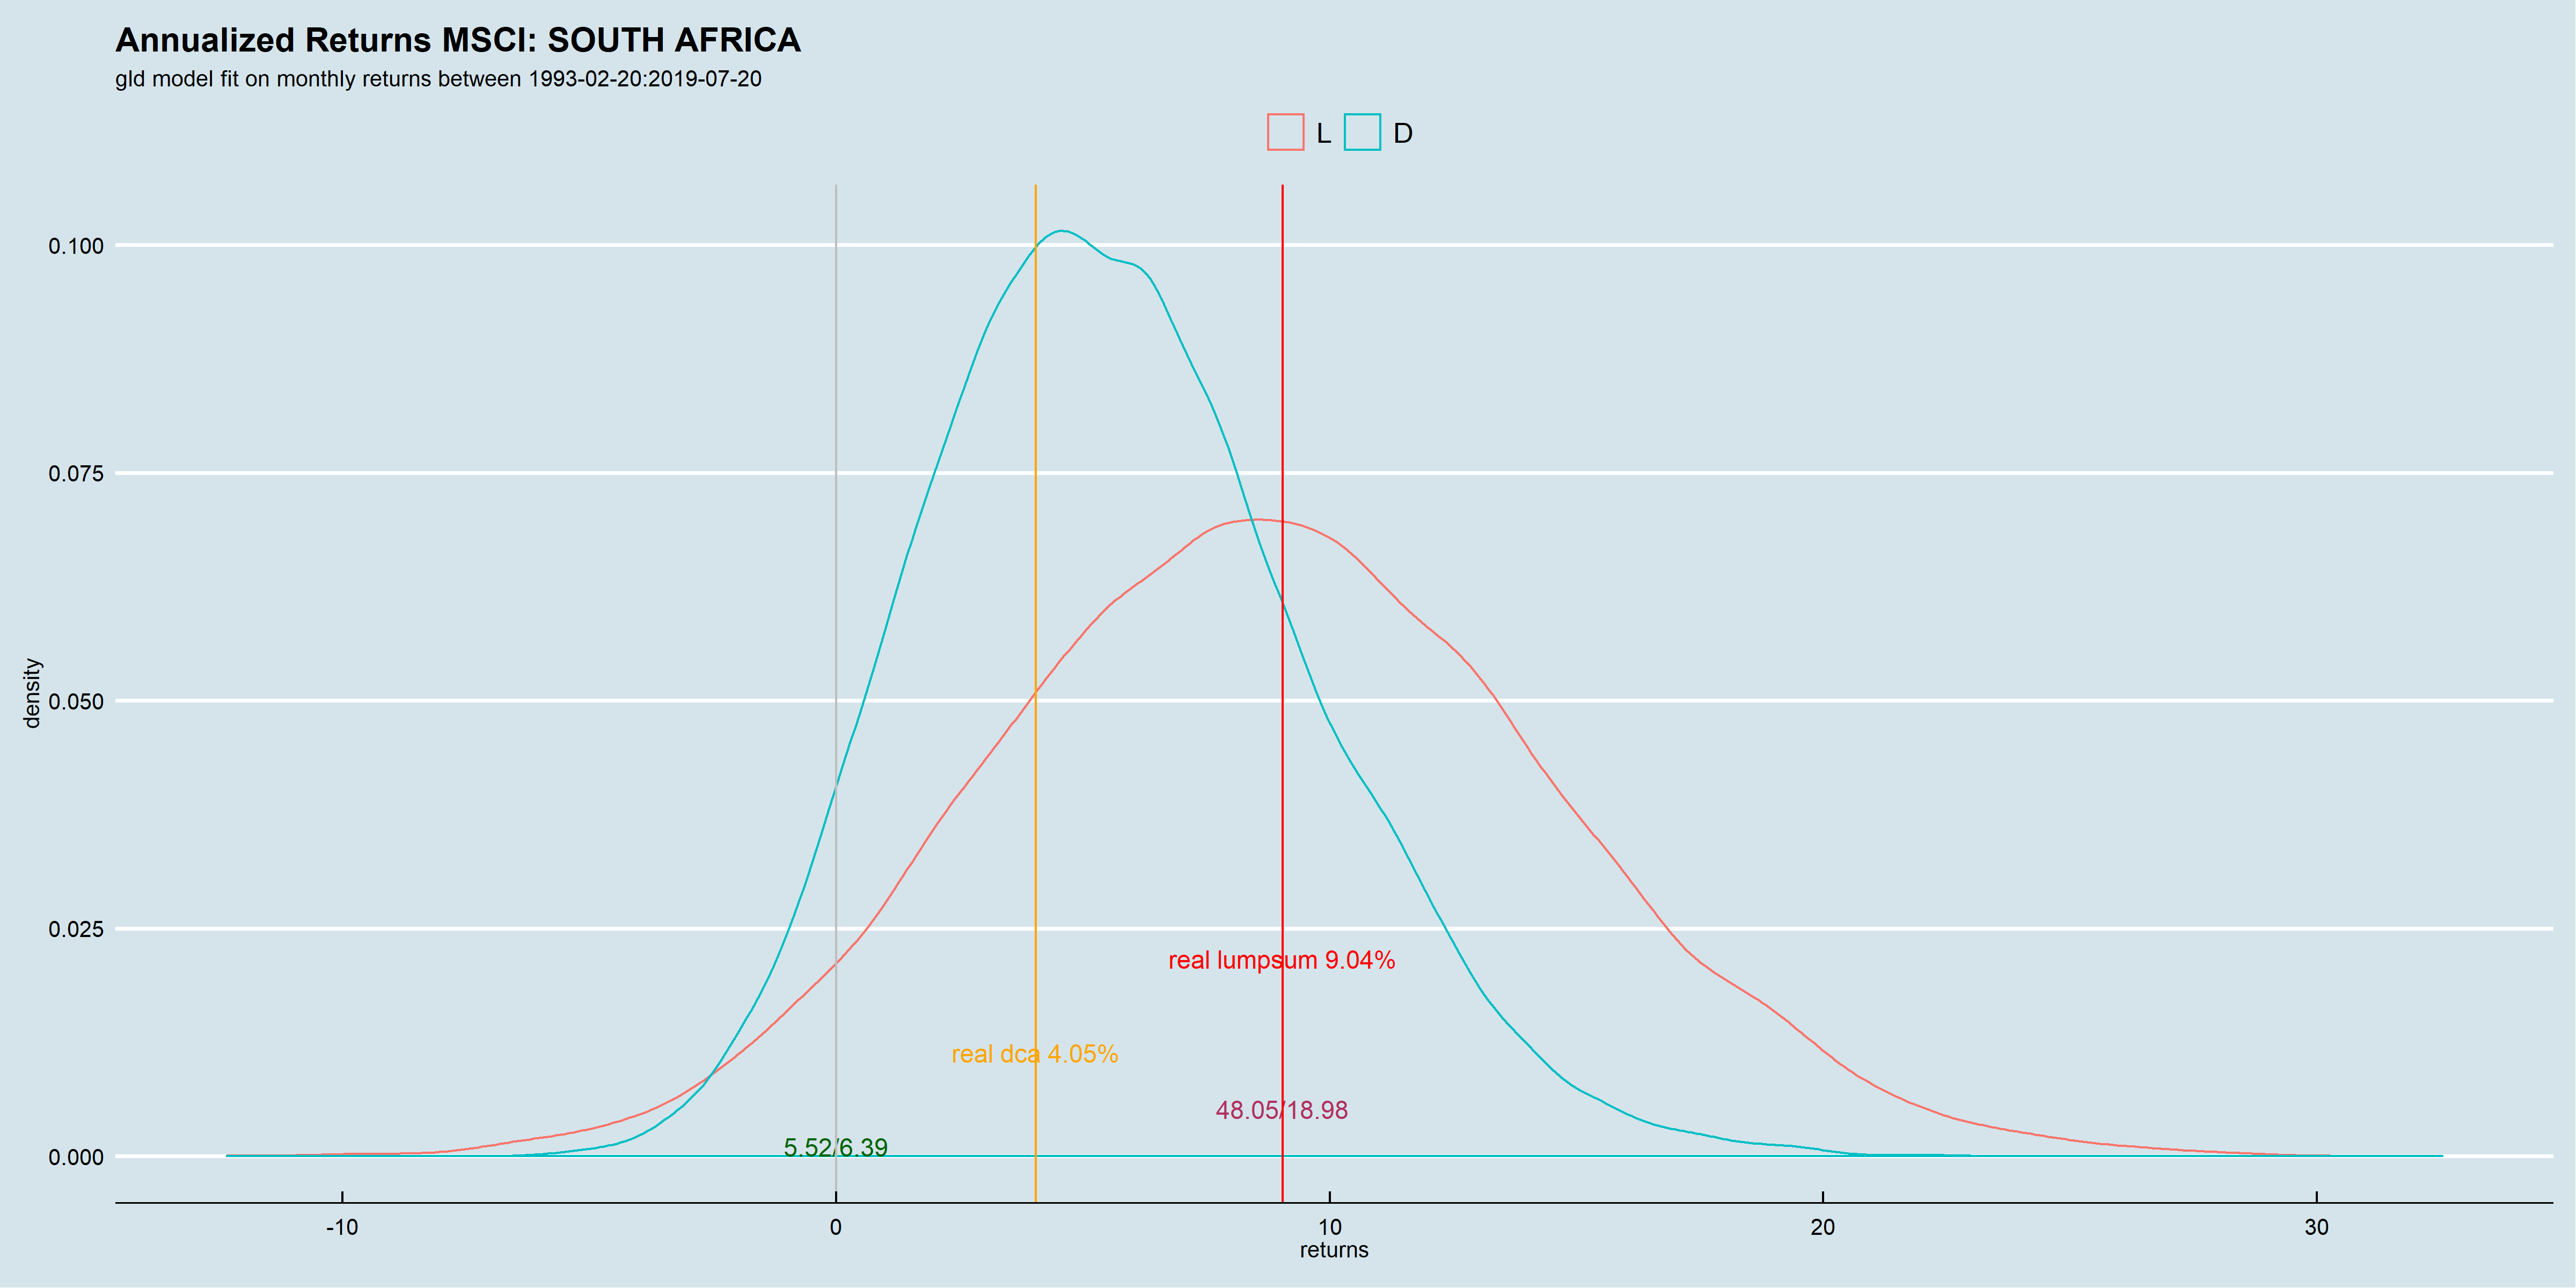 Annualized Returns MSCI: SOUTH AFRICA
gld model fit on monthly returns between 1993-02-20:2019-07-20
L D
0.100
0.075
0.050
0.025
0.000
density
real lumpsum 9.04%
real dca 4.05%
48.05/18.98
5.52/6.39
-10 0 10 20 30
returns